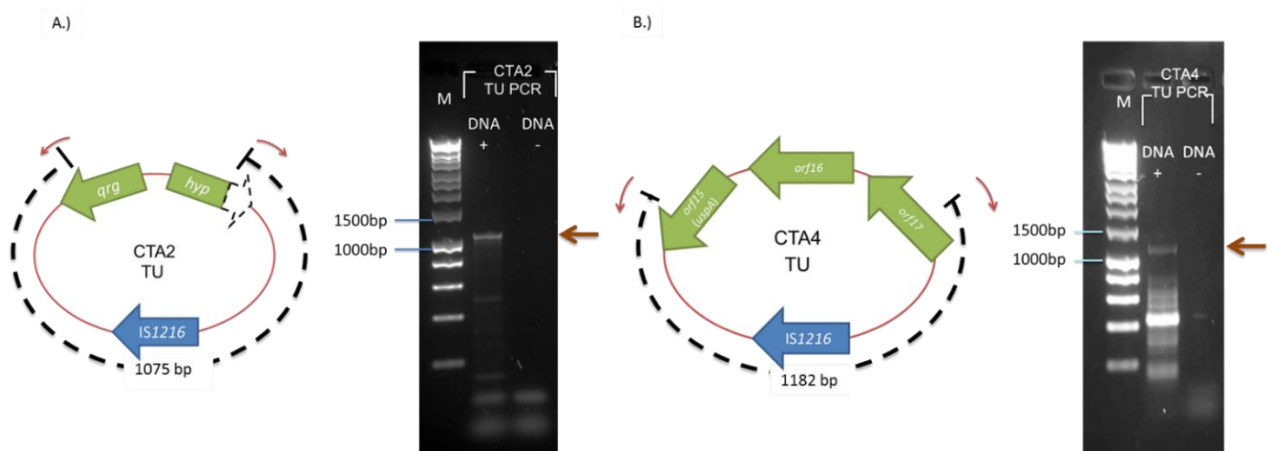 A.)
qrg
hyp
CTA2
TU
IS1216
1075 bp
1500bp
1000bp
CTA2
TU PCR
M
DNA
+
DNA
-
B.)
orf15
(uspA)
orf16
orf17
CTA4
TU
IS1216
1182 bp
1500bp
1000bp
CTA4
TU PCR
M
DNA
+
DNA
-